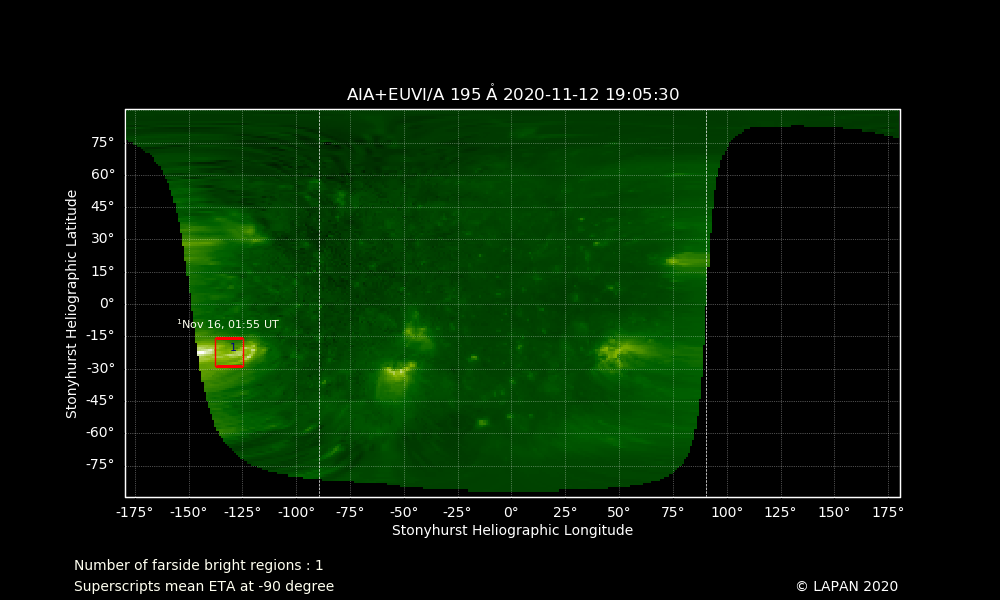 AIA+EUVI/A 195 Å 2020-11-12 19:05:30
Stonyhurst Heliographic Latitude
75°
60°
45°
30°
15°
0°
-15°
-30°
-45°
-60°
-75°
¹Nov 16, 01:55 UT
1
-175° -150° -125° -100° -75° -50° -25° 0° 25° 50° 75° 100° 125° 150° 175°
Stonyhurst Heliographic Longitude
Number of farside bright regions : 1
Superscripts mean ETA at -90 degree
© LAPAN 2020